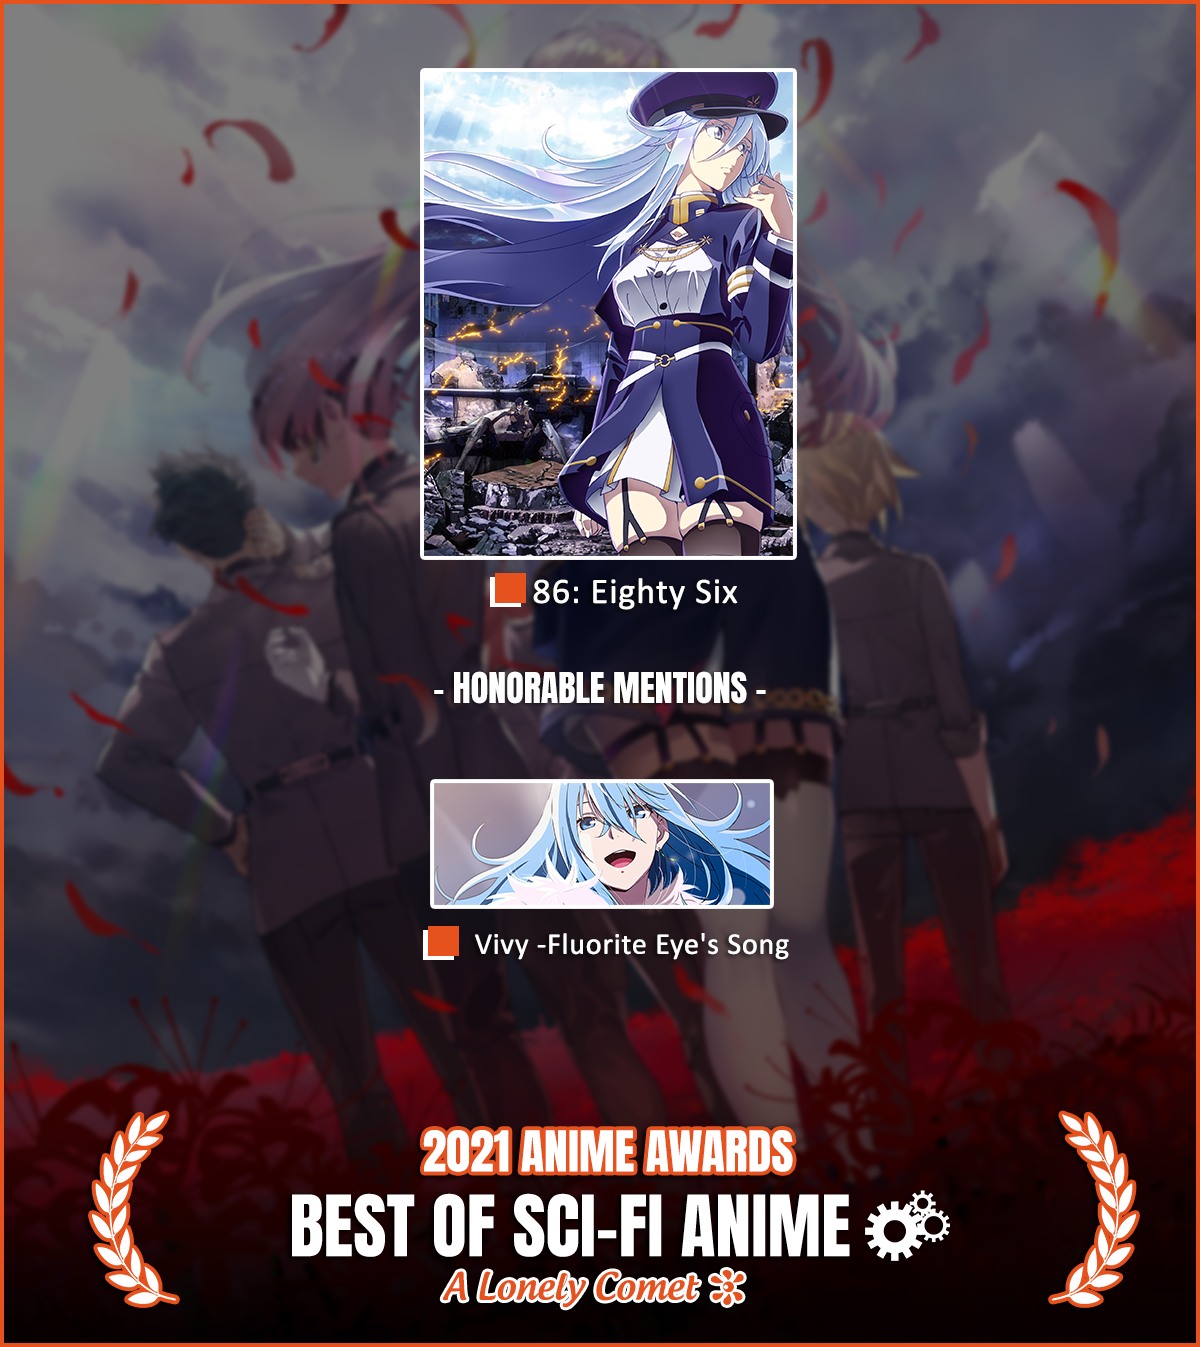 86: Eighty Six
- HONORABLE MENTIONS -
Vivy -Fluorite Eye's Song
2021 ANIME AWARDS
BEST OF SCI-FI ANIME
A Lonely Comet